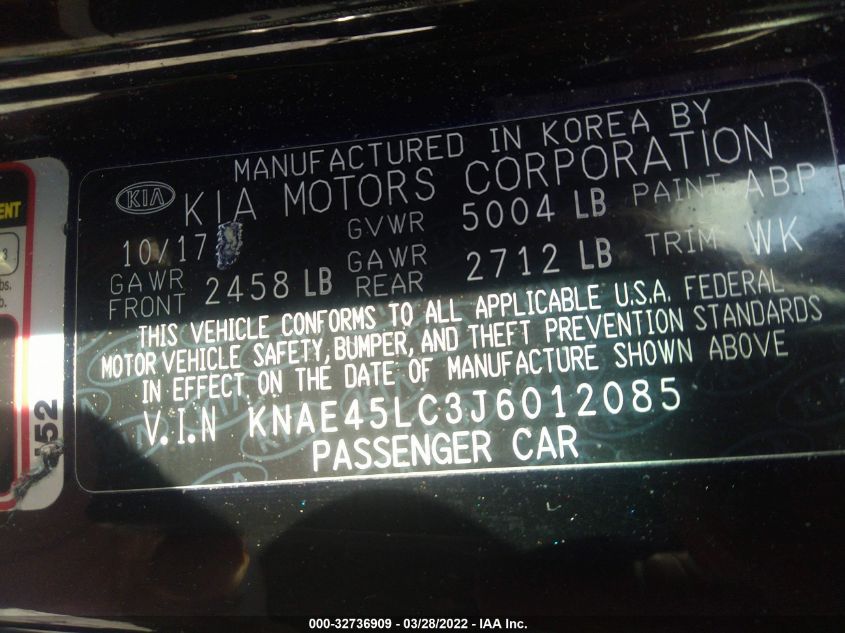 MANUFACTURED IN KOREA BY
KIA KIA MOTORS CORPORATION
10/17 GVWR 5004 LB PAINT ABP
GAWR FRONT 2458 LB GAWR REAR 2712 LB TRIM WK
THIS VEHICLE CONFORMS TO ALL APPLICABLE U.S.A. FEDERAL
MOTOR VEHICLE SAFETY, BUMPER, AND THEFT PREVENTION STANDARDS
IN EFFECT ON THE DATE OF MANUFACTURE SHOWN ABOVE
V.I.N KNAE45LC3J6012085
PASSENGER CAR
52
000-32736909 — 03/28/2022 — IAA Inc.